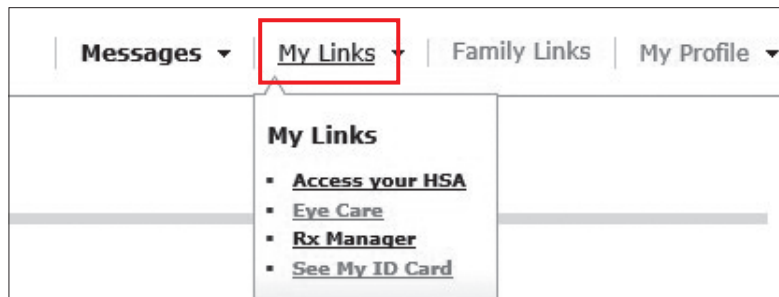 Messages My Links Family Links My Profile
My Links
Access your HSA
Eye Care
Rx Manager
See My ID Card